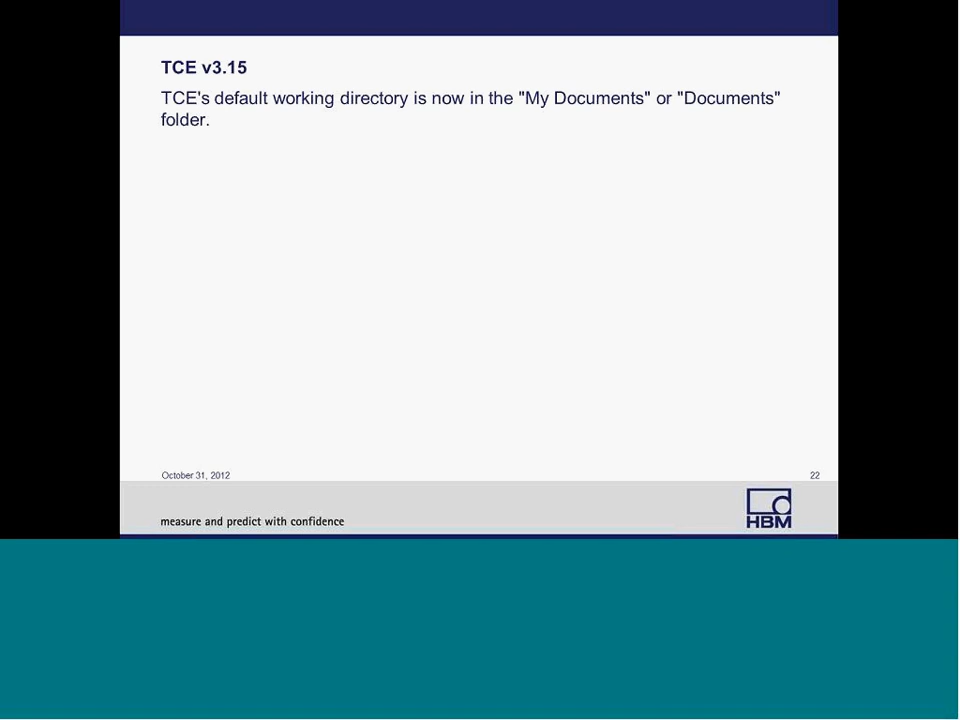 TCE v3.15
TCE's default working directory is now in the "My Documents" or "Documents"
folder.
October 31, 2012
22
measure and predict with confidence
HBM